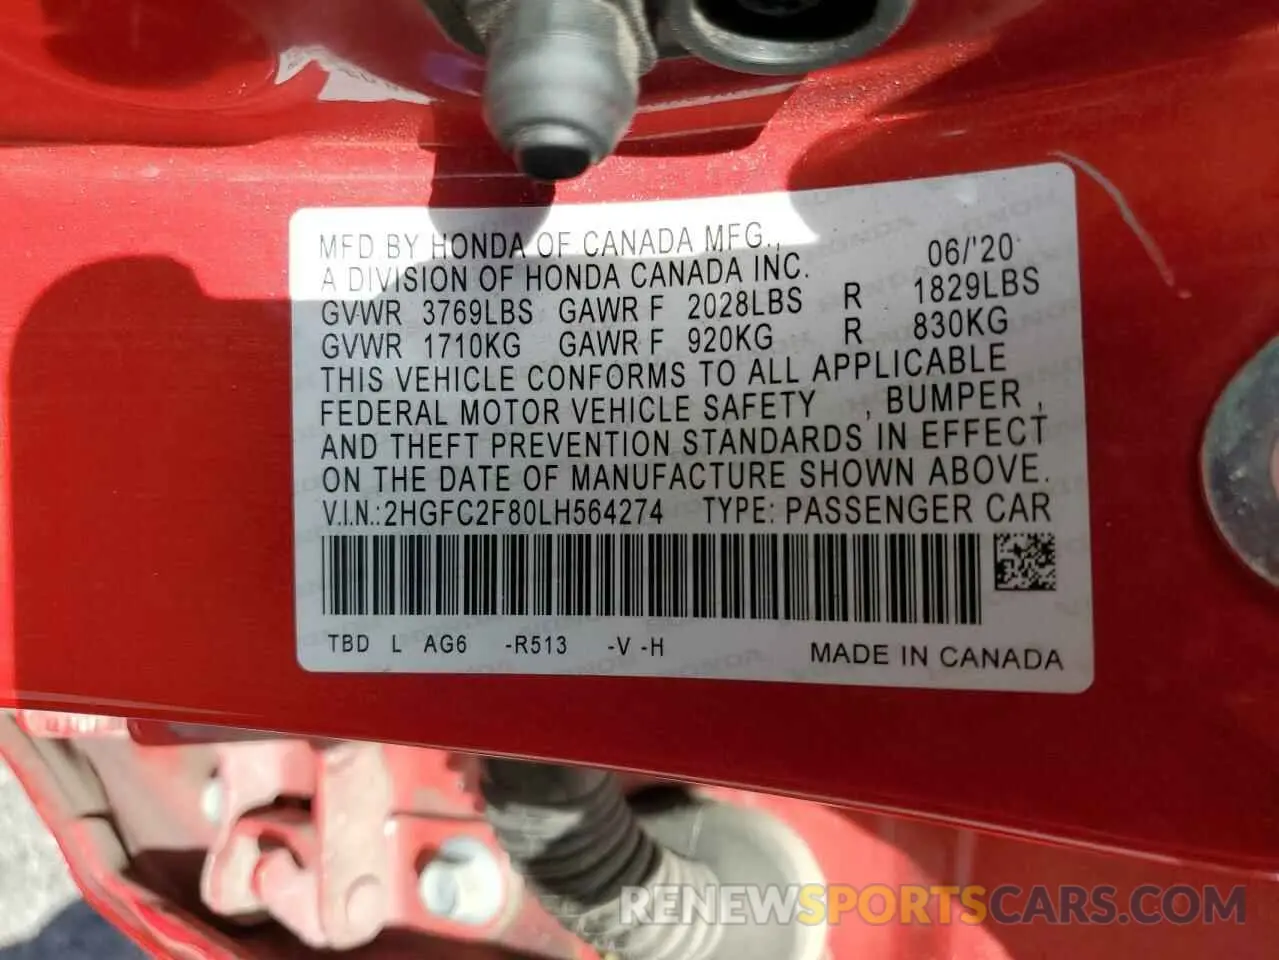 MFD BY HONDA OF CANADA MFG.,
A DIVISION OF HONDA CANADA INC. 06/'20
GVWR 3769LBS GAWR F 2028LBS R 1829LBS
GVWR 1710KG GAWR F 920KG R 830KG
THIS VEHICLE CONFORMS TO ALL APPLICABLE
FEDERAL MOTOR VEHICLE SAFETY , BUMPER ,
AND THEFT PREVENTION STANDARDS IN EFFECT
ON THE DATE OF MANUFACTURE SHOWN ABOVE.
V.I.N.:2HGFC2F80LH564274 TYPE: PASSENGER CAR
TBD L AG6 -R513 -V -H MADE IN CANADA
RENEWSPORTSCARS.COM